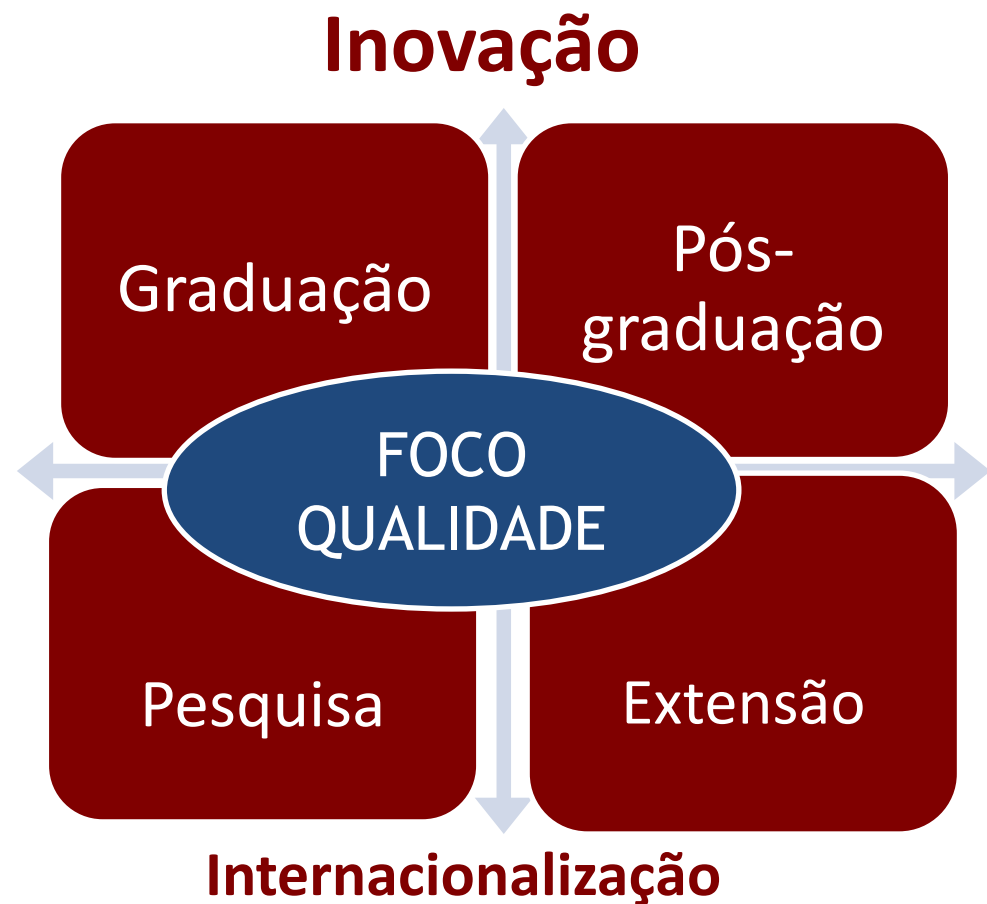 Inovação
Graduação
Pós-
graduação
FOCO
QUALIDADE
Pesquisa
Extensão
Internacionalização